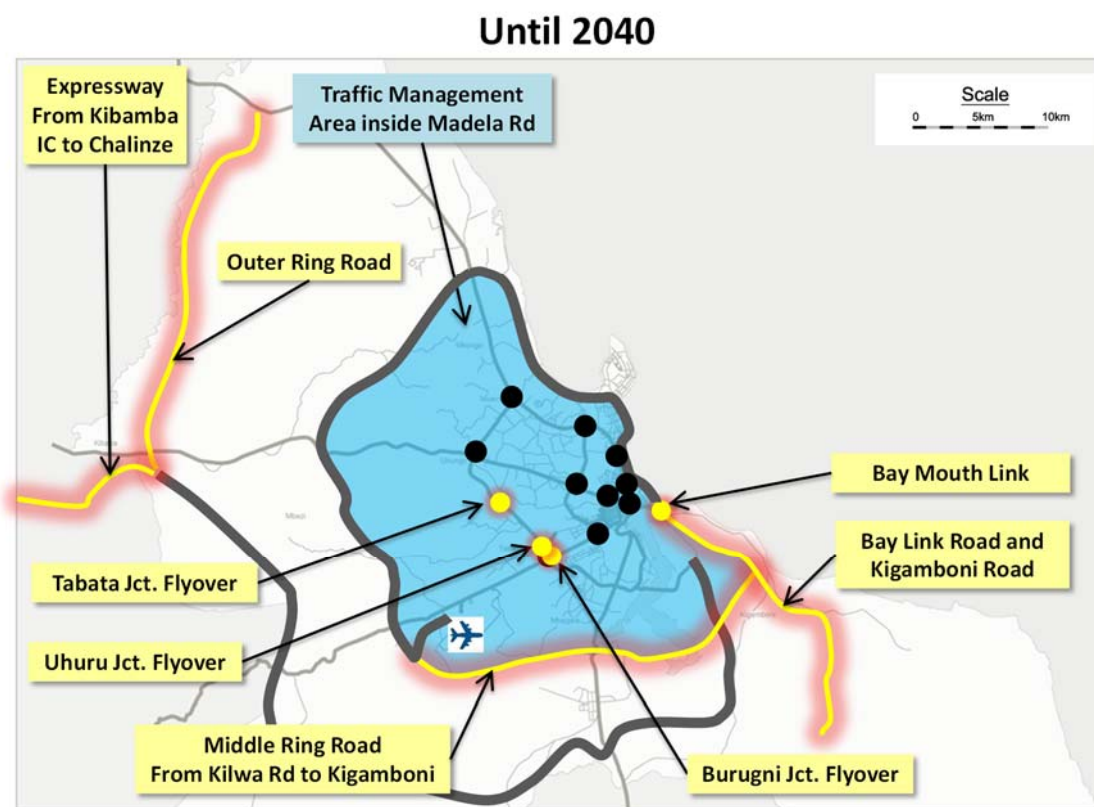 Until 2040
Expressway
From Kibamba
IC to Chalinze
Traffic Management
Area inside Madela Rd
Scale
0 5km 10km
Outer Ring Road
Bay Mouth Link
Bay Link Road and
Kigamboni Road
Tabata Jct. Flyover
Uhuru Jct. Flyover
Middle Ring Road
From Kilwa Rd to Kigamboni
Burugni Jct. Flyover
Kigamboni